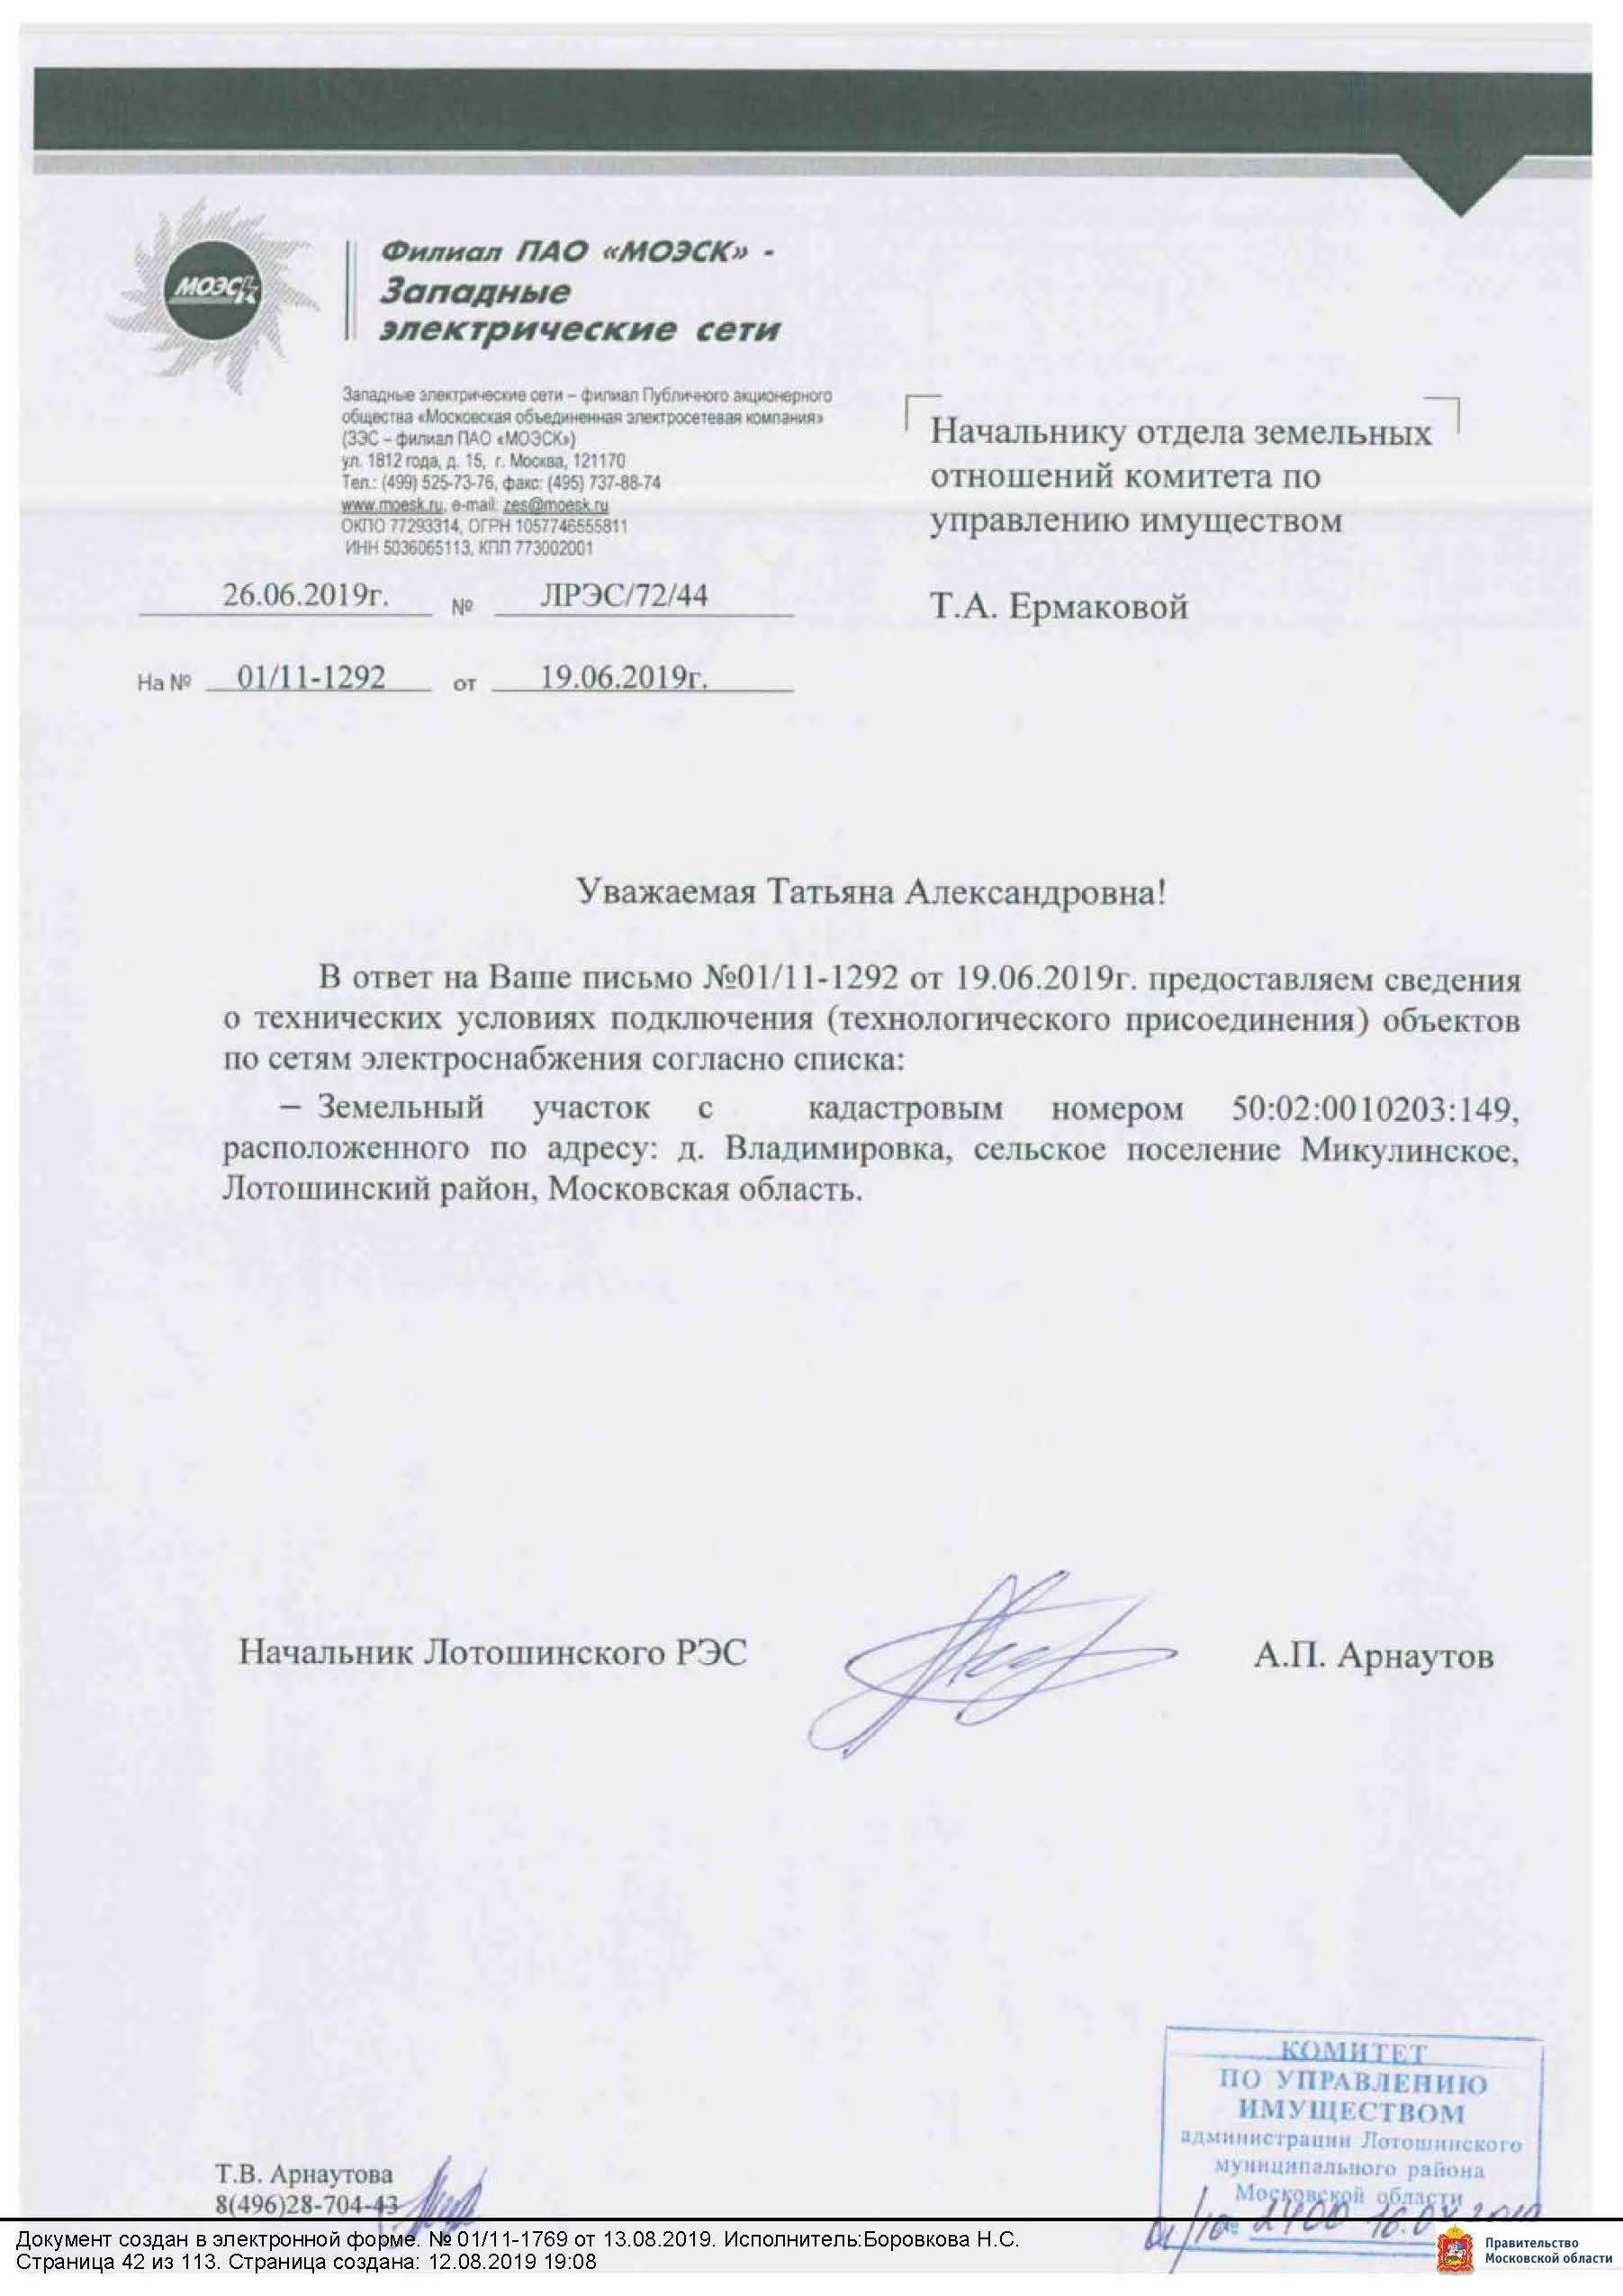 МОЭСК
Филиал ПАО «МОЭСК» -
Западные
электрические сети
Западные электрические сети – филиал Публичного акционерного
общества «Московская объединенная электросетевая компания»
(ЗЭС – филиал ПАО «МОЭСК»)
ул. 1812 года, д. 15, г. Москва, 121170
Тел.: (499) 525-73-76, факс: (495) 737-88-74
www.moesk.ru, e-mail: zes@moesk.ru
ОКПО 77293314, ОГРН 1057746555811
ИНН 5036065113, КПП 773002001
26.06.2019г. № ЛРЭС/72/44
На № 01/11-1292 от 19.06.2019г.
Начальнику отдела земельных
отношений комитета по
управлению имуществом
Т.А. Ермаковой
Уважаемая Татьяна Александровна!
В ответ на Ваше письмо №01/11-1292 от 19.06.2019г. предоставляем сведения
о технических условиях подключения (технологического присоединения) объектов
по сетям электроснабжения согласно списка:
– Земельный участок с кадастровым номером 50:02:0010203:149,
расположенного по адресу: д. Владимировка, сельское поселение Микулинское,
Лотошинский район, Московская область.
Начальник Лотошинского РЭС А.П. Арнаутов
КОМИТЕТ
ПО УПРАВЛЕНИЮ
ИМУЩЕСТВОМ
администрации Лотошинского
муниципального района
Московской области
№ 2400
Т.В. Арнаутова
8(496)28-704-43
Документ создан в электронной форме. № 01/11-1769 от 13.08.2019. Исполнитель:Боровкова Н.С.
Страница 42 из 113. Страница создана: 12.08.2019 19:08
Правительство
Московской области